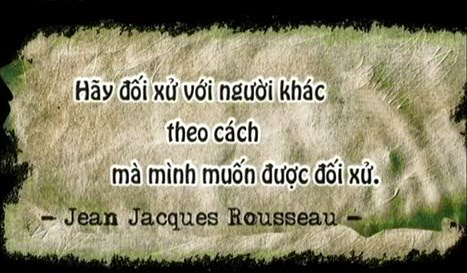 Hãy đối xử với người khác
theo cách
mà mình muốn được đối xử.
- Jean Jacques Rousseau -